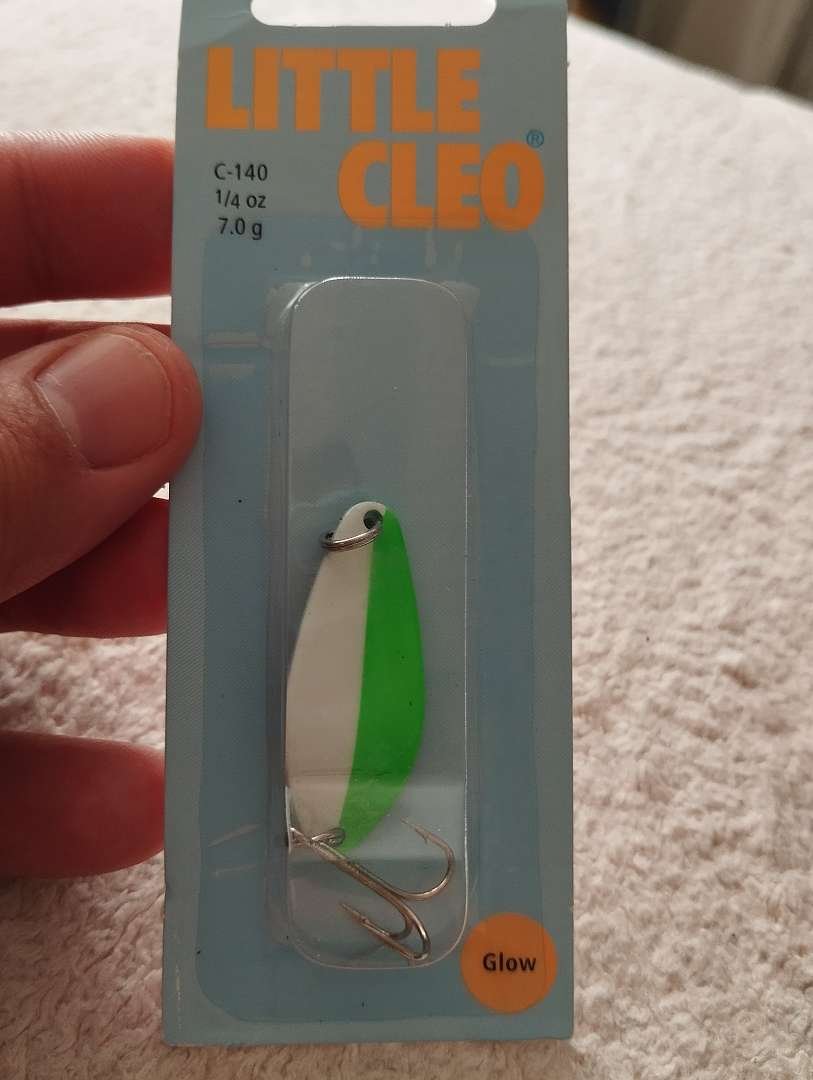 LITTLE
CLEO®
C-140
1/4 oz
7.0 g
Glow